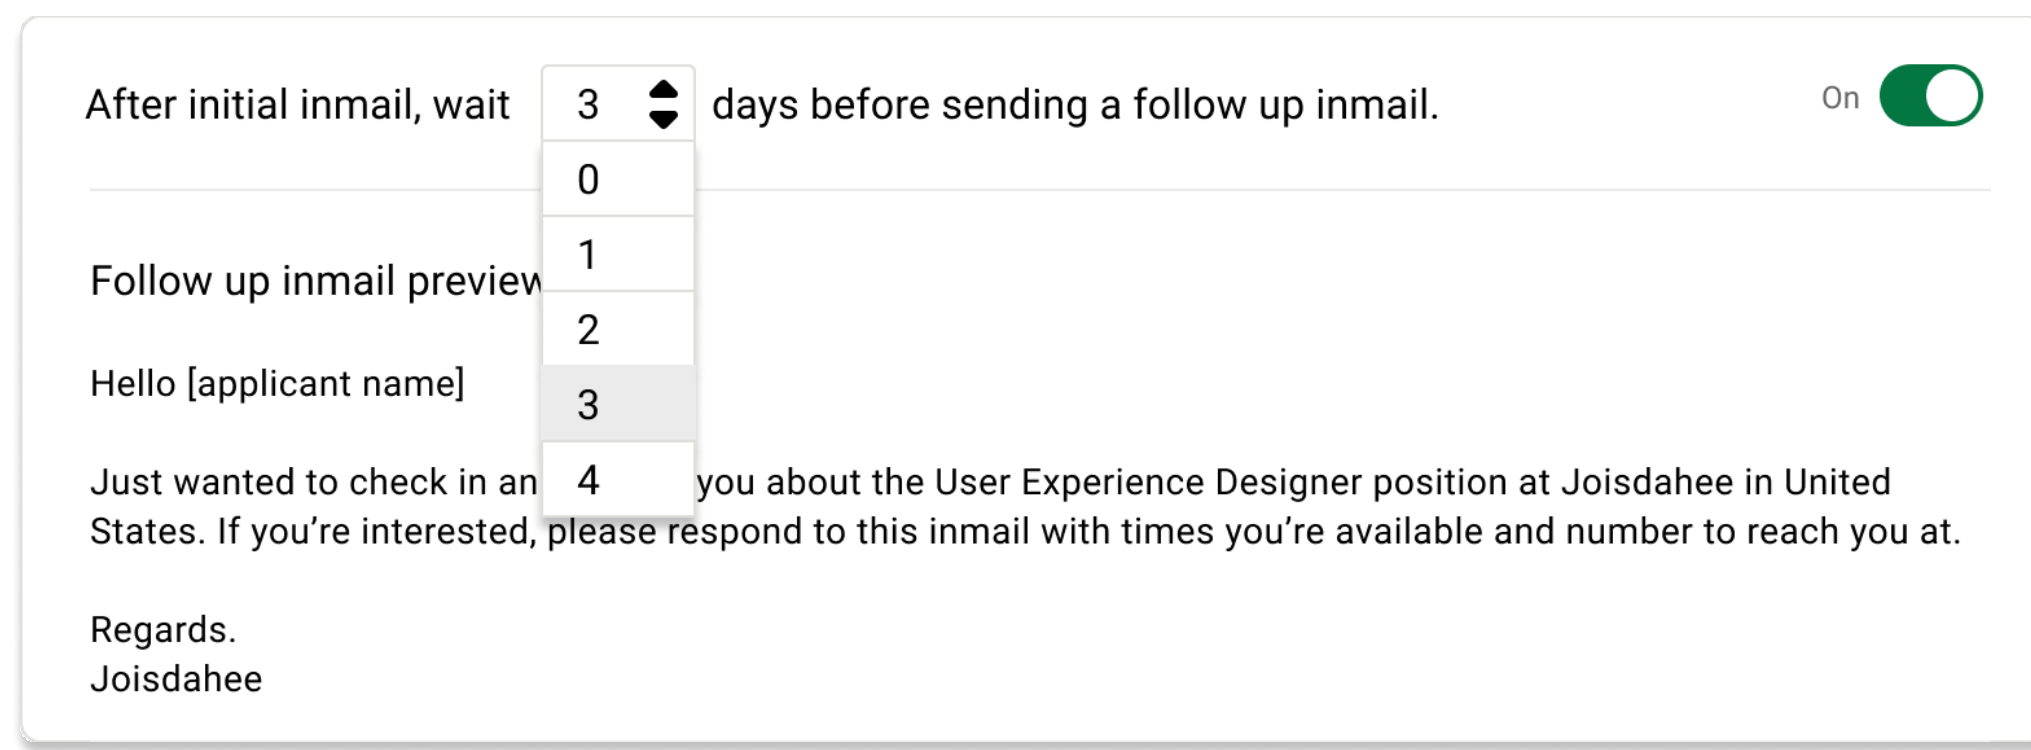 After initial inmail, wait 3 days before sending a follow up inmail. On
0
1
Follow up inmail preview
2
Hello [applicant name]
3
Just wanted to check in an 4 you about the User Experience Designer position at Joisdahee in United
States. If you’re interested, please respond to this inmail with times you’re available and number to reach you at.
Regards.
Joisdahee